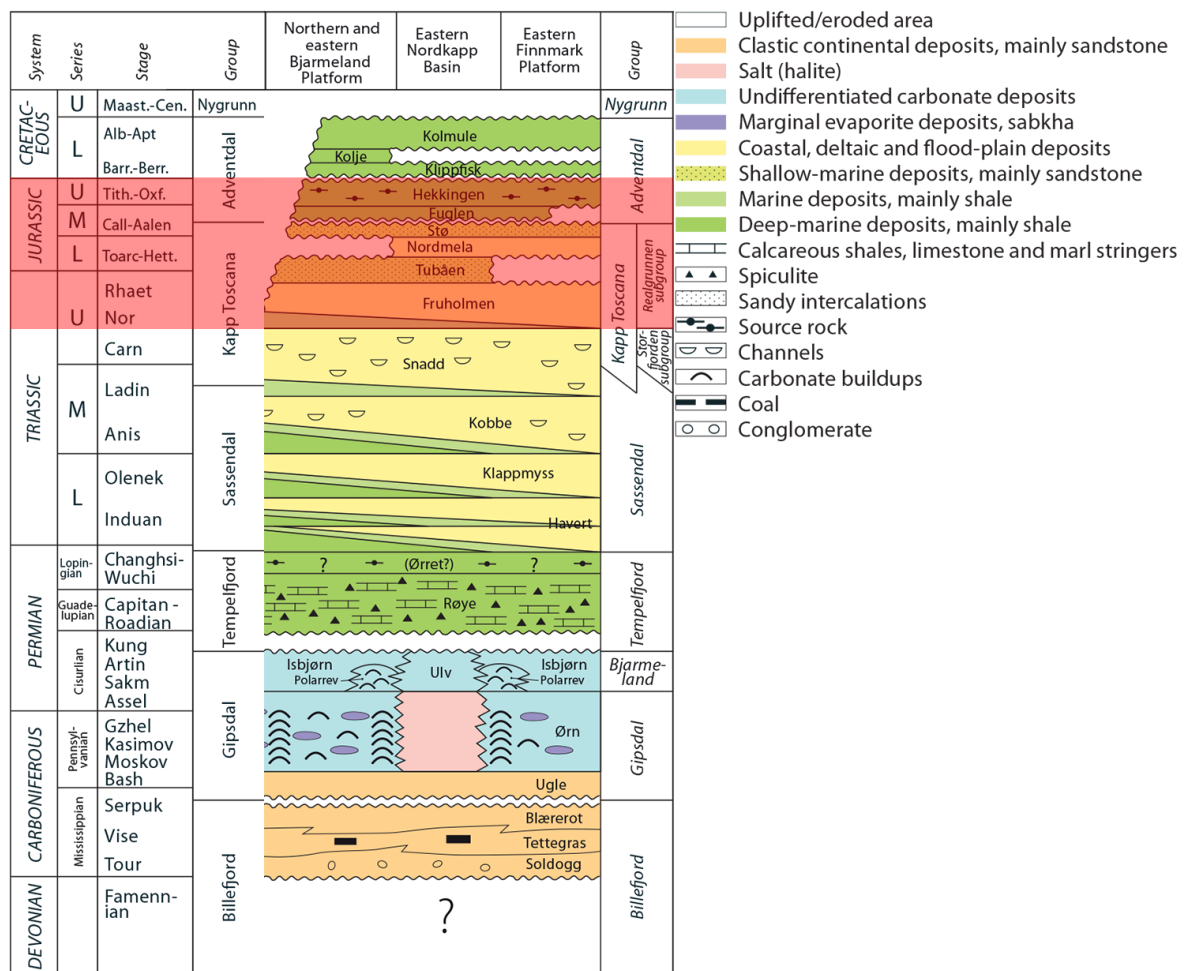 System
Series
Stage
Group
Northern and
eastern
Bjarmeland
Platform
Eastern
Nordkapp
Basin
Eastern
Finnmark
Platform
Group
CRETAC-
EOUS
U
Maast.-Cen.
Nygrunn
Nygrunn
L
Alb-Apt
Barr.-Berr.
Adventdal
Kolmule
Kolje
Klippfisk
Adventdal
JURASSIC
U
Tith.-Oxf.
Hekkingen
M
Call-Aalen
Fuglen
Stø
L
Toarc-Hett.
Nordmela
Tubåen
Kapp Toscana
Kapp Toscana
Realgrunnen
subgroup
TRIASSIC
U
Rhaet
Nor
Fruholmen
Carn
Snadd
Stor-
fjorden
subgroup
M
Ladin
Anis
Kobbe
Sassendal
Sassendal
L
Olenek
Klappmyss
Induan
Havert
PERMIAN
Lopin-
gian
Changhsi-
Wuchi
?
(Ørret?)
?
Tempelfjord
Tempelfjord
Guade-
lupian
Capitan -
Roadian
Røye
Cisurlian
Kung
Artin
Sakm
Assel
Isbjørn
Polarrev
Ulv
Isbjørn
Polarrev
Bjarme-
land
CARBONIFEROUS
Pennsyl-
vanian
Gzhel
Kasimov
Moskov
Bash
Gipsdal
Ørn
Gipsdal
Ugle
Mississippian
Serpuk
Vise
Tour
Blærerot
Tettegras
Soldogg
Billefjord
Billefjord
DEVONIAN
Famenn-
ian
?
Uplifted/eroded area
Clastic continental deposits, mainly sandstone
Salt (halite)
Undifferentiated carbonate deposits
Marginal evaporite deposits, sabkha
Coastal, deltaic and flood-plain deposits
Shallow-marine deposits, mainly sandstone
Marine deposits, mainly shale
Deep-marine deposits, mainly shale
Calcareous shales, limestone and marl stringers
Spiculite
Sandy intercalations
Source rock
Channels
Carbonate buildups
Coal
Conglomerate